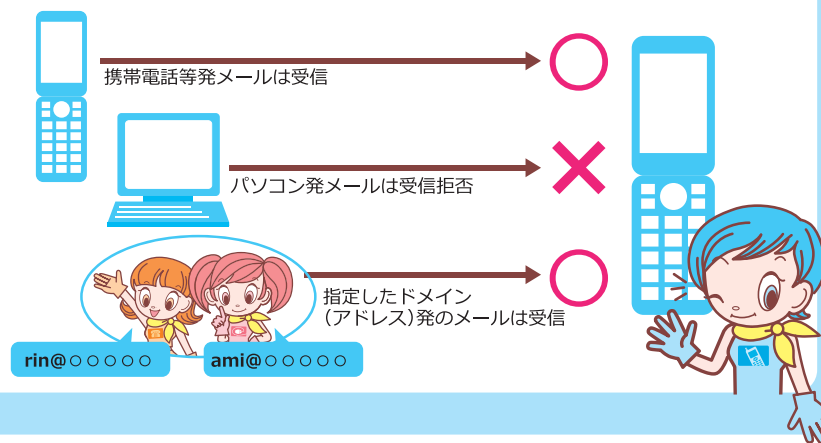 携帯電話等発メールは受信
パソコン発メールは受信拒否
指定したドメイン
（アドレス）発のメールは受信
rin@○○○○○
ami@○○○○○